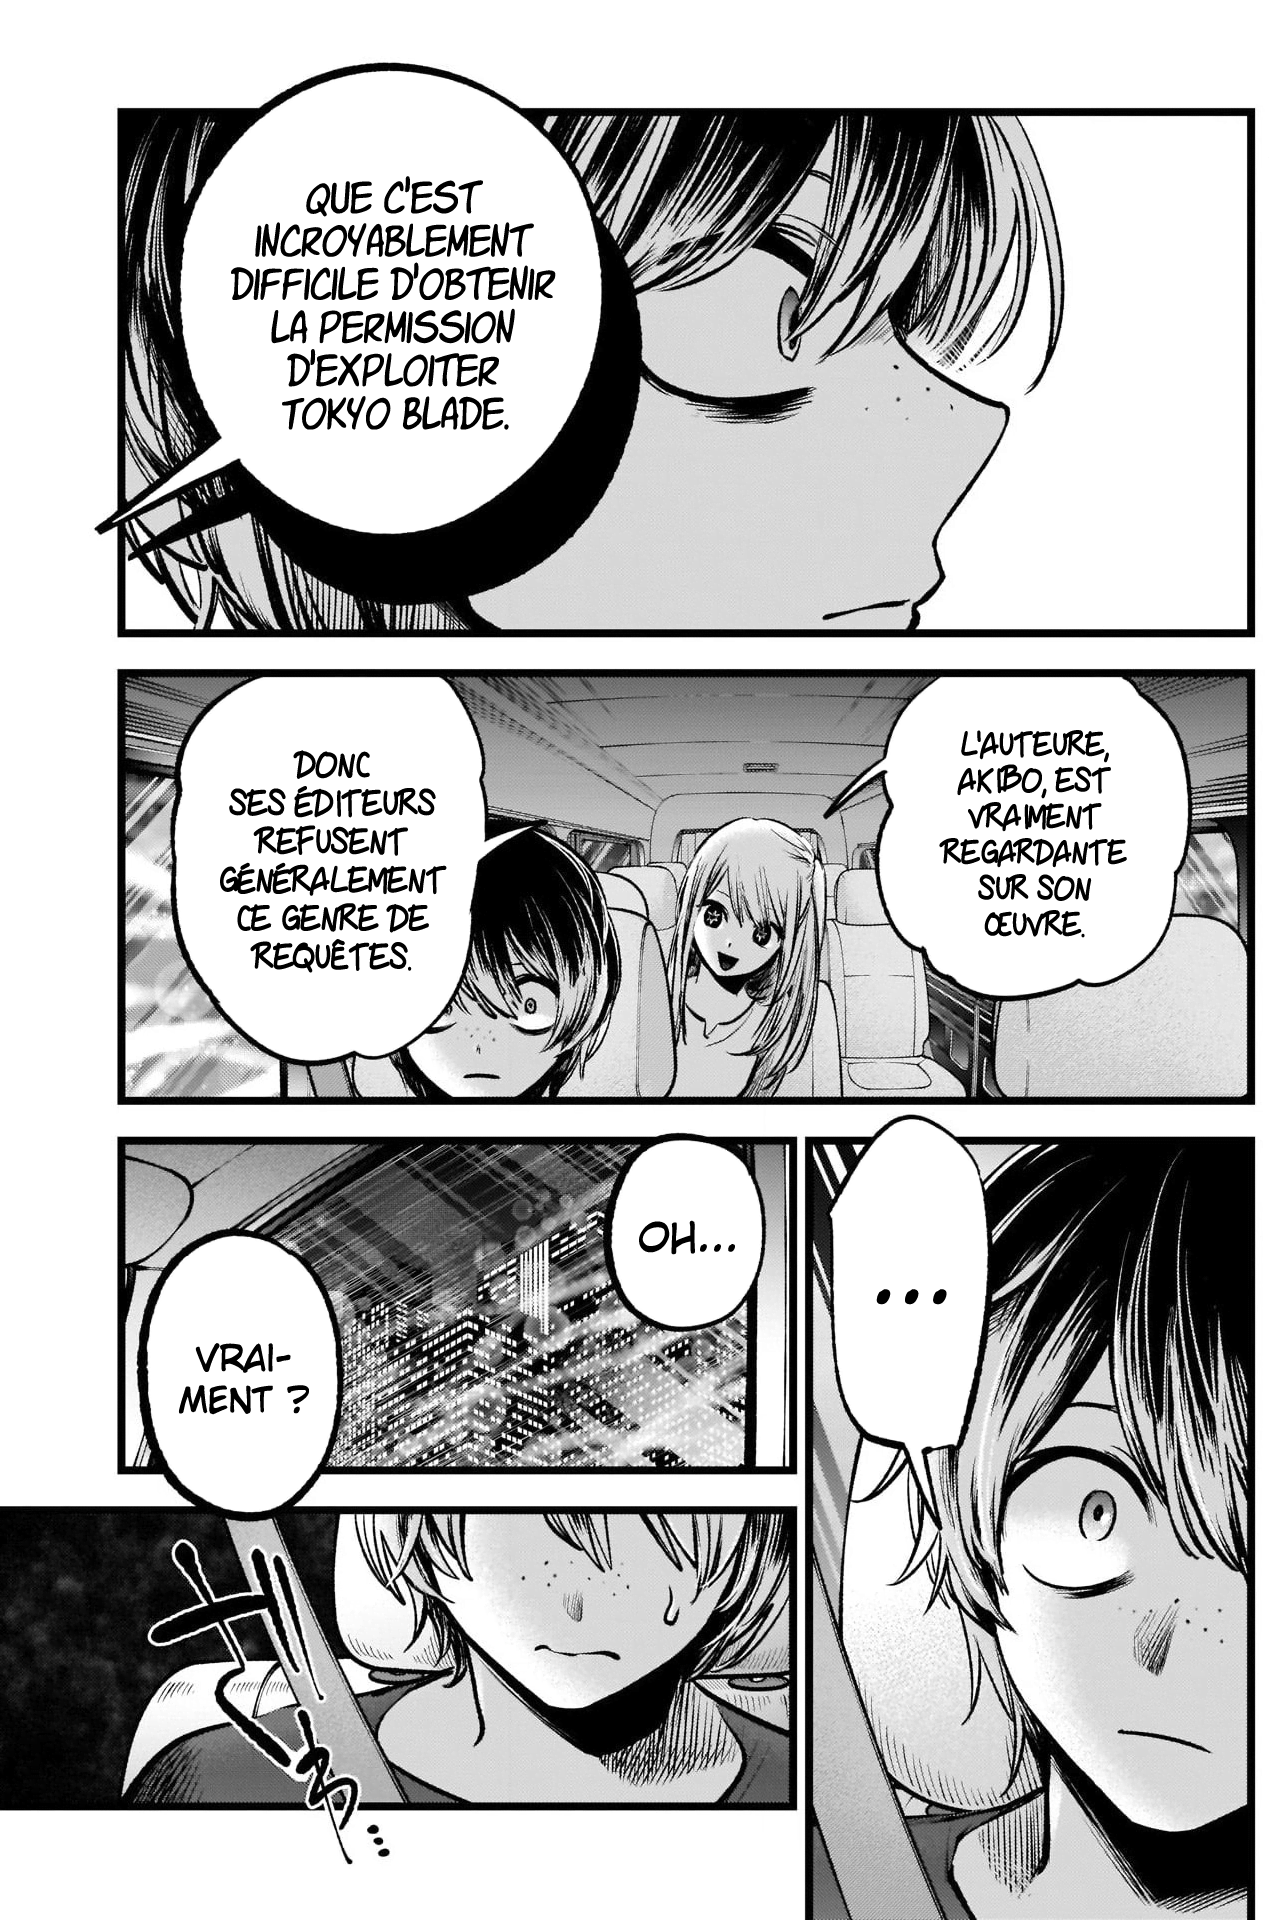 QUE C'EST
INCROYABLEMENT
DIFFICILE D'OBTENIR
LA PERMISSION
D'EXPLOITER
TOKYO BLADE.
L'AUTEURE,
AKIBO, EST
VRAIMENT
REGARDANTE
SUR SON
ŒUVRE.
DONC
SES ÉDITEURS
REFUSENT
GÉNÉRALEMENT
CE GENRE DE
REQUÊTES.
...
OH...
VRAI-
MENT ?